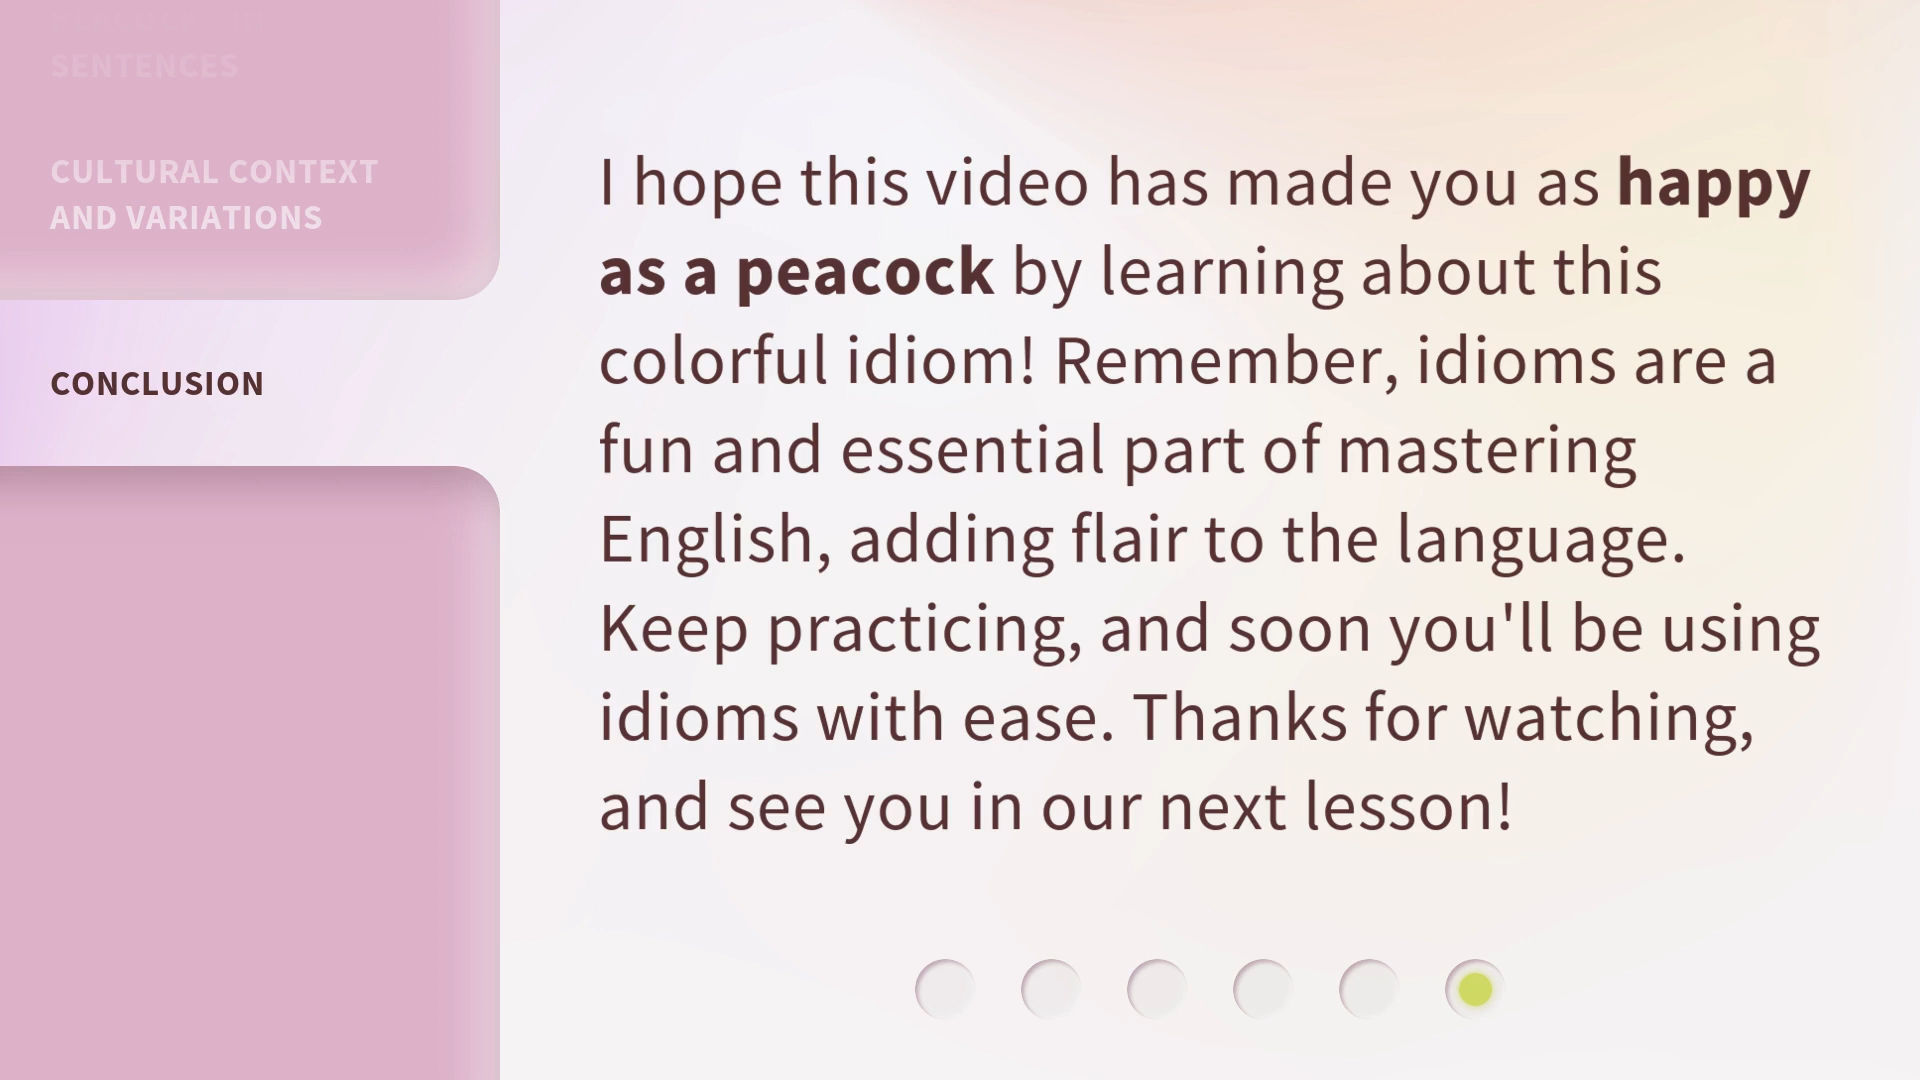 SENTENCES
CULTURAL CONTEXT
AND VARIATIONS
CONCLUSION
I hope this video has made you as happy
as a peacock by learning about this
colorful idiom! Remember, idioms are a
fun and essential part of mastering
English, adding flair to the language.
Keep practicing, and soon you'll be using
idioms with ease. Thanks for watching,
and see you in our next lesson!